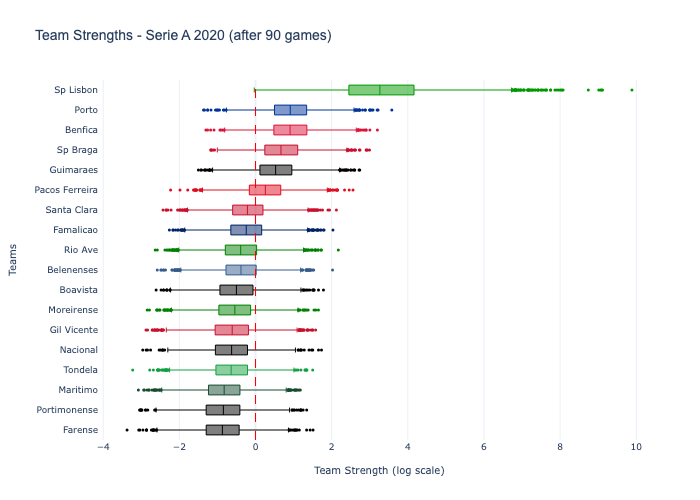 Team Strengths - Serie A 2020 (after 90 games)
Sp Lisbon
Porto
Benfica
Sp Braga
Guimaraes
Pacos Ferreira
Santa Clara
Famalicao
Rio Ave
Belenenses
Boavista
Moreirense
Gil Vicente
Nacional
Tondela
Maritimo
Portimonense
Farense
Teams
−4 −2 0 2 4 6 8 10
Team Strength (log scale)